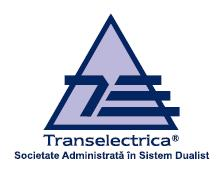 Transelectrica®
Societate Administrată în Sistem Dualist